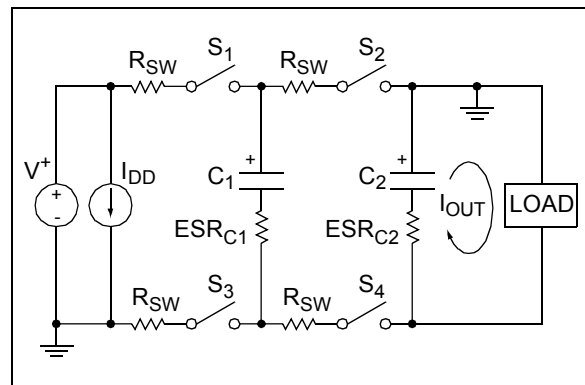 S1 S2
RSW RSW
V+ IDD
+ +
+
-
C1 C2
IOUT LOAD
ESRC1 ESRC2
S3 S4
RSW RSW